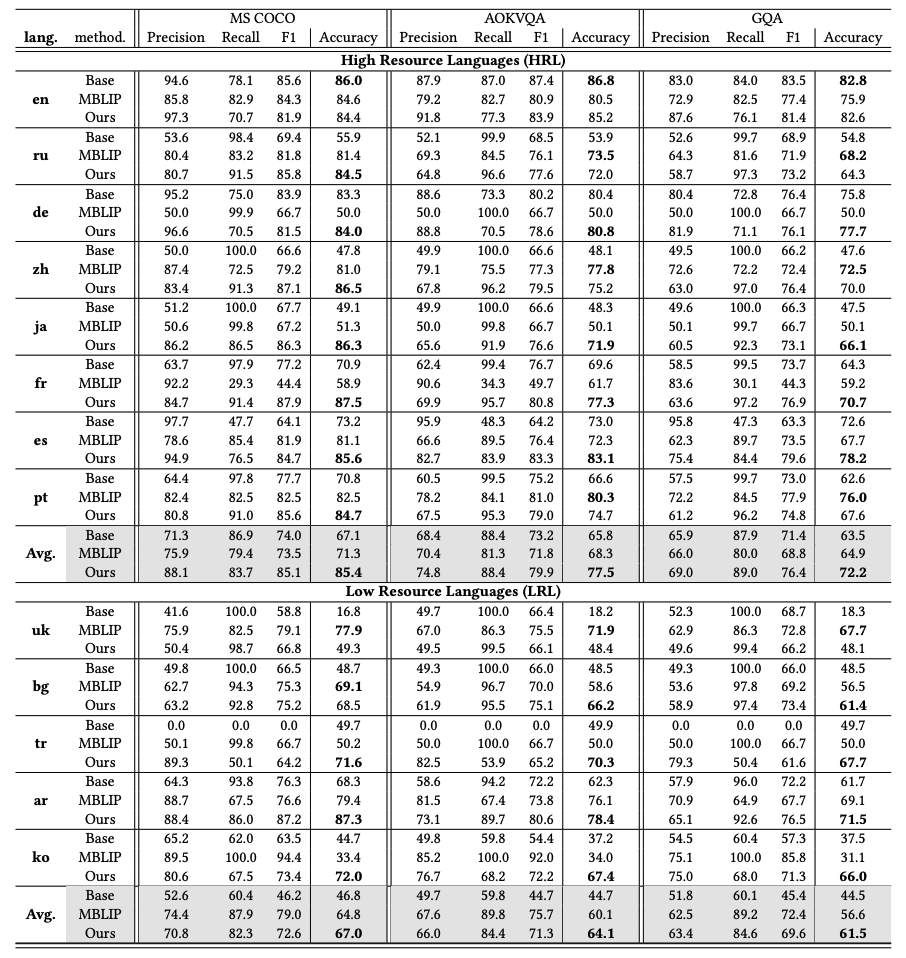 MS COCO AOKVQA GQA
lang. method. Precision Recall F1 Accuracy Precision Recall F1 Accuracy Precision Recall F1 Accuracy
High Resource Languages (HRL)
Base 94.6 78.1 85.6 86.0 87.9 87.0 87.4 86.8 83.0 84.0 83.5 82.8
en MBLIP 85.8 82.9 84.3 84.6 79.2 82.7 80.9 80.5 72.9 82.5 77.4 75.9
Ours 97.3 70.7 81.9 84.4 91.8 77.3 83.9 85.2 87.6 76.1 81.4 82.6
Base 53.6 98.4 69.4 55.9 52.1 99.9 68.5 53.9 52.6 99.7 68.9 54.8
ru MBLIP 80.4 83.2 81.8 81.4 69.3 84.5 76.1 73.5 64.3 81.6 71.9 68.2
Ours 80.7 91.5 85.8 84.5 64.8 96.6 77.6 72.0 58.7 97.3 73.2 64.3
Base 95.2 75.0 83.9 83.3 88.6 73.3 80.2 80.4 80.4 72.8 76.4 75.8
de MBLIP 50.0 99.9 66.7 50.0 50.0 100.0 66.7 50.0 50.0 100.0 66.7 50.0
Ours 96.6 70.5 81.5 84.0 88.8 70.5 78.6 80.8 81.9 71.1 76.1 77.7
Base 50.0 100.0 66.6 47.8 49.9 100.0 66.6 48.1 49.5 100.0 66.2 47.6
zh MBLIP 87.4 72.5 79.2 81.0 79.1 75.5 77.3 77.8 72.6 72.2 72.4 72.5
Ours 83.4 91.3 87.1 86.5 67.8 96.2 79.5 75.2 63.0 97.0 76.4 70.0
Base 51.2 100.0 67.7 49.1 49.9 100.0 66.6 48.3 49.6 100.0 66.3 47.5
ja MBLIP 50.6 99.8 67.2 51.3 50.0 99.8 66.7 50.1 50.1 99.7 66.7 50.1
Ours 86.2 86.5 86.3 86.3 65.6 91.9 76.6 71.9 60.5 92.3 73.1 66.1
Base 63.7 97.9 77.2 70.9 62.4 99.4 76.7 69.6 58.5 99.5 73.7 64.3
fr MBLIP 92.2 29.3 44.4 58.9 90.6 34.3 49.7 61.7 83.6 30.1 44.3 59.2
Ours 84.7 91.4 87.9 87.5 69.9 95.7 80.8 77.3 63.6 97.2 76.9 70.7
Base 97.7 47.7 64.1 73.2 95.9 48.3 64.2 73.0 95.8 47.3 63.3 72.6
es MBLIP 78.6 85.4 81.9 81.1 66.6 89.5 76.4 72.3 62.3 89.7 73.5 67.7
Ours 94.9 76.5 84.7 85.6 82.7 83.9 83.3 83.1 75.4 84.4 79.6 78.2
Base 64.4 97.8 77.7 70.8 60.5 99.5 75.2 66.6 57.5 99.7 73.0 62.6
pt MBLIP 82.4 82.5 82.5 82.5 78.2 84.1 81.0 80.3 72.2 84.5 77.9 76.0
Ours 80.8 91.0 85.6 84.7 67.5 95.3 79.0 74.7 61.2 96.2 74.8 67.6
Base 71.3 86.9 74.0 67.1 68.4 88.4 73.2 65.8 65.9 87.9 71.4 63.5
Avg. MBLIP 75.9 79.4 73.5 71.3 70.4 81.3 71.8 68.3 66.0 80.0 68.8 64.9
Ours 88.1 83.7 85.1 85.4 74.8 88.4 79.9 77.5 69.0 89.0 76.4 72.2
Low Resource Languages (LRL)
Base 41.6 100.0 58.8 16.8 49.7 100.0 66.4 18.2 52.3 100.0 68.7 18.3
uk MBLIP 75.9 82.5 79.1 77.9 67.0 86.3 75.5 71.9 62.9 86.3 72.8 67.7
Ours 50.4 98.7 66.8 49.3 49.5 99.5 66.1 48.4 49.6 99.4 66.2 48.1
Base 49.8 100.0 66.5 48.7 49.3 100.0 66.0 48.5 49.3 100.0 66.0 48.5
bg MBLIP 62.7 94.3 75.3 69.1 54.9 96.7 70.0 58.6 53.6 97.8 69.2 56.5
Ours 63.2 92.8 75.2 68.5 61.9 95.5 75.1 66.2 58.9 97.4 73.4 61.4
Base 0.0 0.0 0.0 49.7 0.0 0.0 0.0 49.9 0.0 0.0 0.0 49.7
tr MBLIP 50.1 99.8 66.7 50.2 50.0 100.0 66.7 50.0 50.0 100.0 66.7 50.0
Ours 89.3 50.1 64.2 71.6 82.5 53.9 65.2 70.3 79.3 50.4 61.6 67.7
Base 64.3 93.8 76.3 68.3 58.6 94.2 72.2 62.3 57.9 96.0 72.2 61.7
ar MBLIP 88.7 67.5 76.6 79.4 81.5 67.4 73.8 76.1 70.9 64.9 67.7 69.1
Ours 88.4 86.0 87.2 87.3 73.1 89.7 80.6 78.4 65.1 92.6 76.5 71.5
Base 65.2 62.0 63.5 44.7 49.8 59.8 54.4 37.2 54.5 60.4 57.3 37.5
ko MBLIP 89.5 100.0 94.4 33.4 85.2 100.0 92.0 34.0 75.1 100.0 85.8 31.1
Ours 80.6 67.5 73.4 72.0 76.7 68.2 72.2 67.4 75.0 68.0 71.3 66.0
Base 52.6 60.4 46.2 46.8 49.7 59.8 44.7 44.7 51.8 60.1 45.4 44.5
Avg. MBLIP 74.4 87.9 79.0 64.8 67.6 89.8 75.7 60.1 62.5 89.2 72.4 56.6
Ours 70.8 82.3 72.6 67.0 66.0 84.4 71.3 64.1 63.4 84.6 69.6 61.5